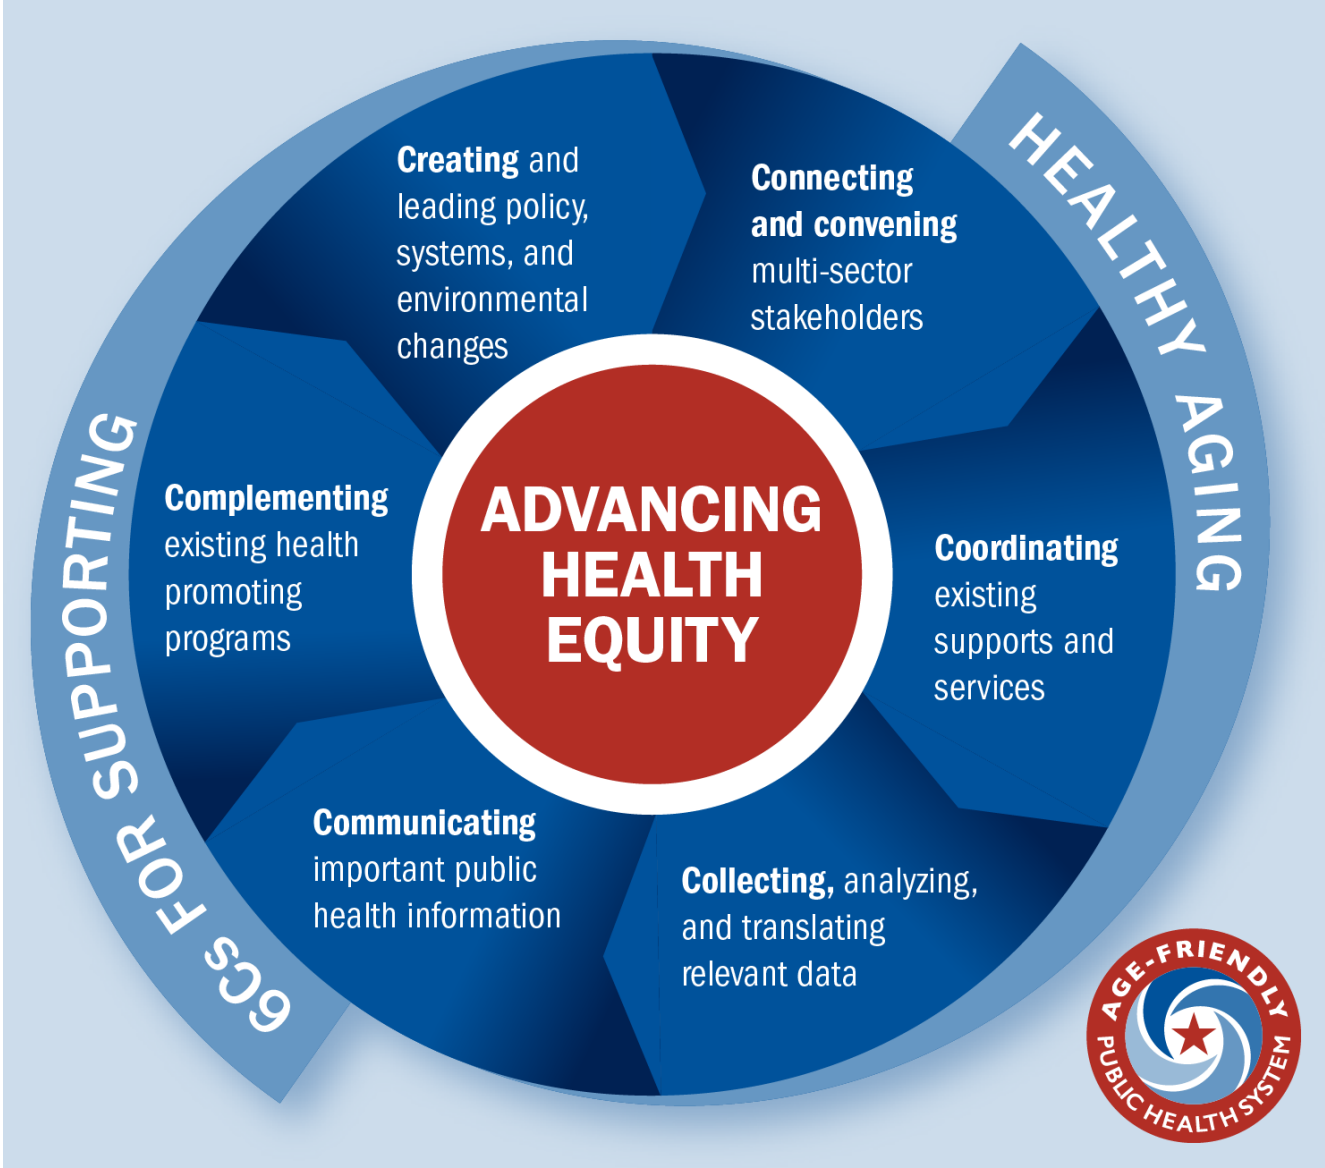 6Cs FOR SUPPORTING
HEALTHY AGING
Creating and
leading policy,
systems, and
environmental
changes
Connecting
and convening
multi-sector
stakeholders
Coordinating
existing
supports and
services
Collecting, analyzing,
and translating
relevant data
Communicating
important public
health information
Complementing
existing health
promoting
programs
ADVANCING
HEALTH
EQUITY
AGE-FRIENDLY
PUBLIC HEALTH SYSTEM